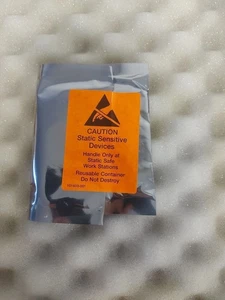 CAUTION
Static Sensitive
Devices
Handle Only at
Static Safe
Work Stations
Reusable Container
Do Not Destroy